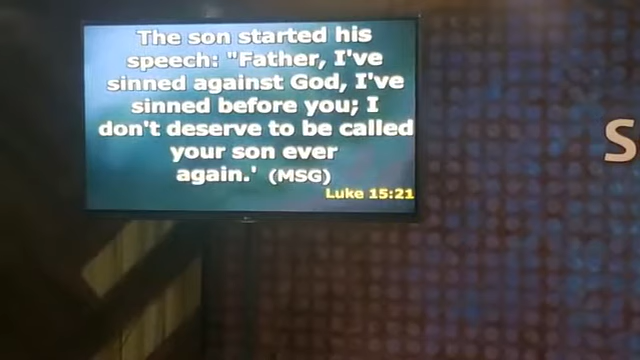 The son started his
speech: "Father, I've
sinned against God, I've
sinned before you; I
don't deserve to be called
your son ever
again.' (MSG)
Luke 15:21
S